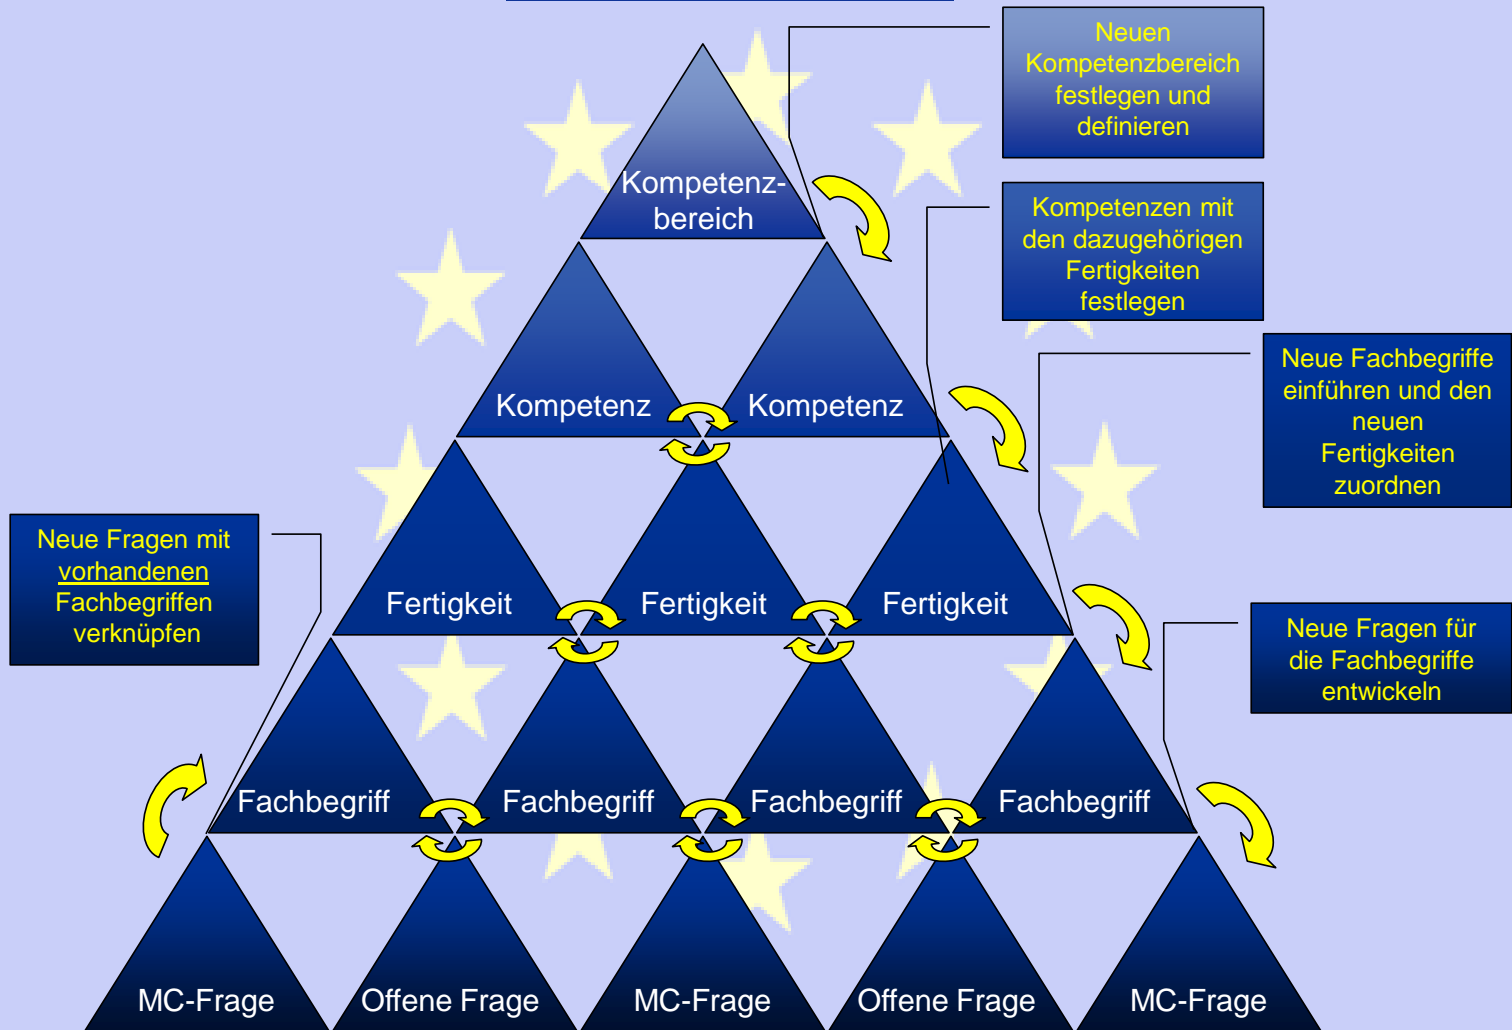 Neuen
Kompetenzbereich
festlegen und
definieren
Kompetenz-
bereich
Kompetenzen mit
den dazugehörigen
Fertigkeiten
festlegen
Kompetenz
Kompetenz
Neue Fachbegriffe
einführen und den
neuen
Fertigkeiten
zuordnen
Neue Fragen mit
vorhandenen
Fachbegriffen
verknüpfen
Fertigkeit
Fertigkeit
Fertigkeit
Neue Fragen für
die Fachbegriffe
entwickeln
Fachbegriff
Fachbegriff
Fachbegriff
Fachbegriff
MC-Frage
Offene Frage
MC-Frage
Offene Frage
MC-Frage